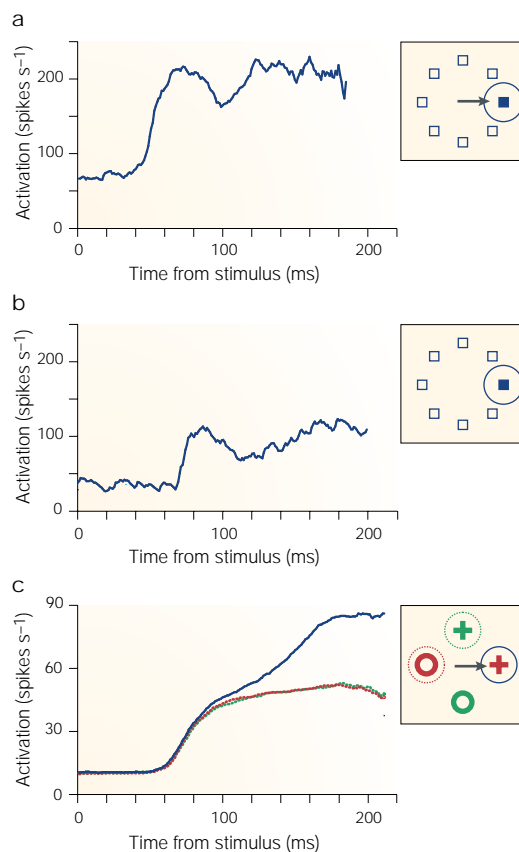 a
Activation (spikes s–1)
200
100
0
0 100 200
Time from stimulus (ms)
b
Activation (spikes s–1)
200
100
0
0 100 200
Time from stimulus (ms)
c
Activation (spikes s–1)
90
60
30
0
0 100 200
Time from stimulus (ms)